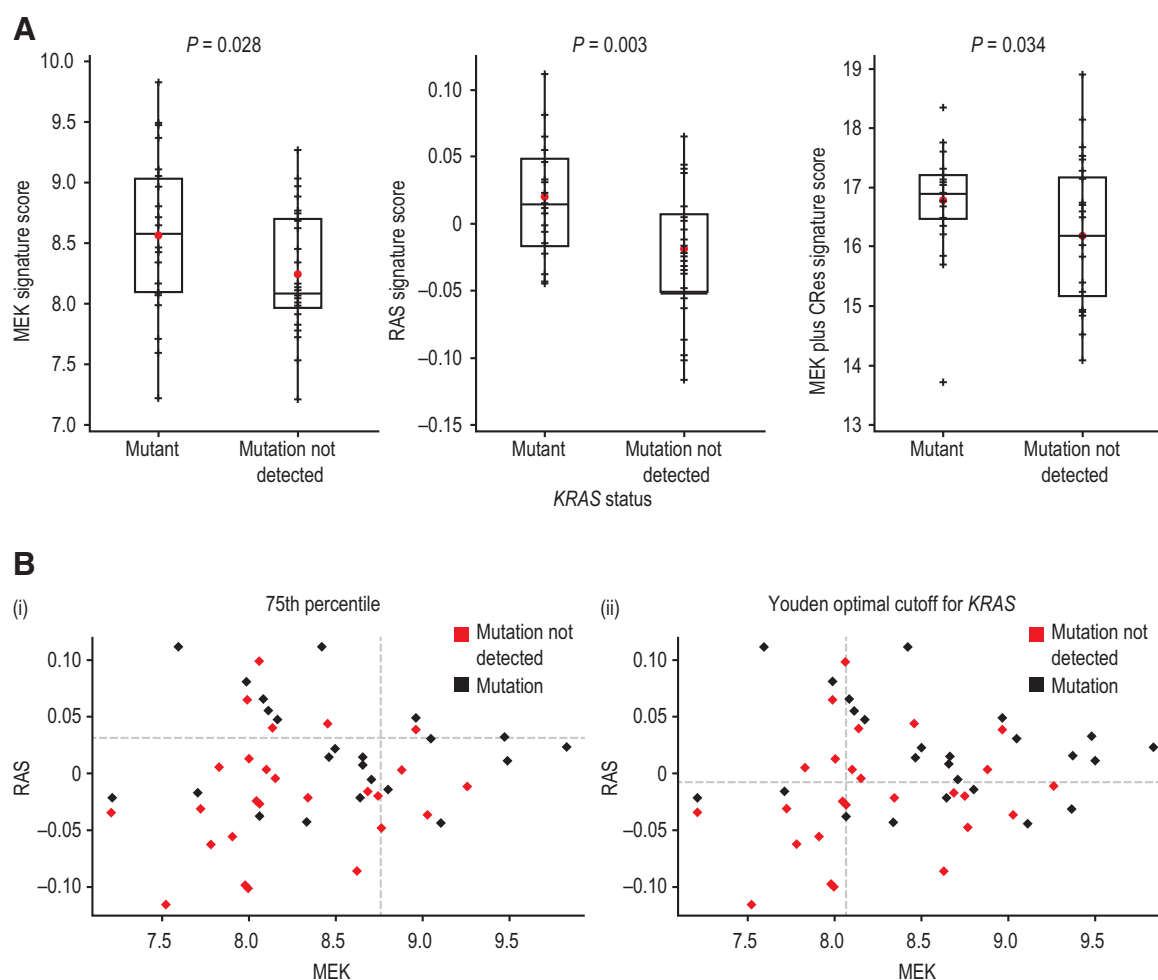 A
P = 0.028
P = 0.003
P = 0.034
MEK signature score
10.0
9.5
9.0
8.5
8.0
7.5
7.0
Mutant
Mutation not
detected
RAS signature score
0.10
0.05
0
–0.05
–0.10
–0.15
Mutant
Mutation not
detected
MEK plus CRes signature score
19
18
17
16
15
14
13
Mutant
Mutation not
detected
KRAS status
B
(i)
75th percentile
Mutation not
detected
Mutation
RAS
0.10
0.05
0
–0.05
–0.10
7.5
8.0
8.5
9.0
9.5
MEK
(ii)
Youden optimal cutoff for KRAS
Mutation not
detected
Mutation
RAS
0.10
0.05
0
–0.05
–0.10
7.5
8.0
8.5
9.0
9.5
MEK